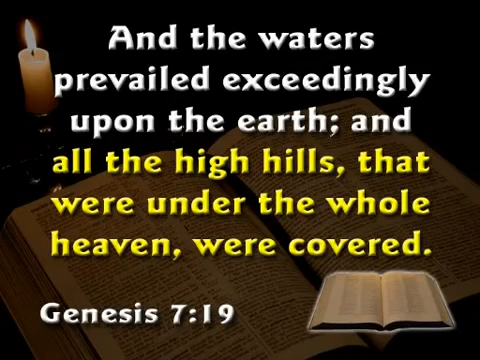 And the waters
prevailed exceedingly
upon the earth; and
all the high hills, that
were under the whole
heaven, were covered.
Genesis 7:19